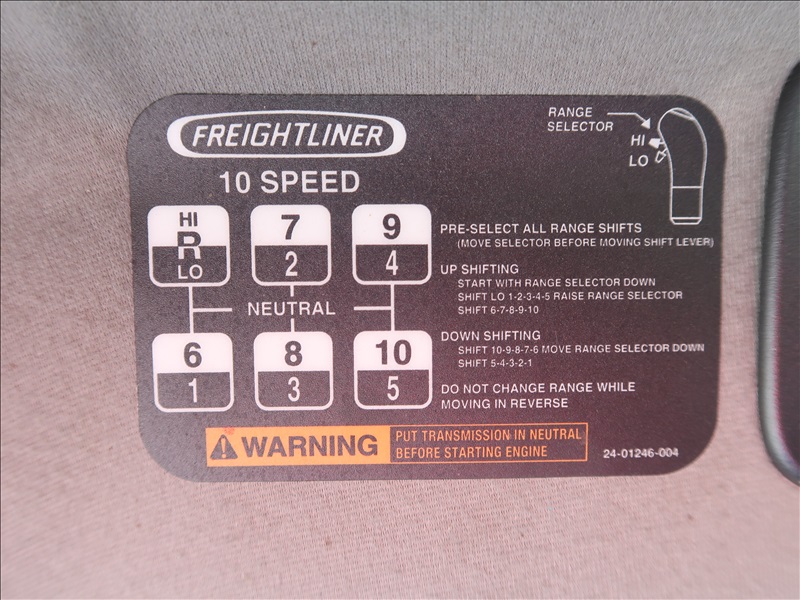 FREIGHTLINER
10 SPEED
RANGE
SELECTOR
HI
LO
HI
R
LO
7
2
9
4
NEUTRAL
6
1
8
3
10
5
PRE-SELECT ALL RANGE SHIFTS
(MOVE SELECTOR BEFORE MOVING SHIFT LEVER)
UP SHIFTING
START WITH RANGE SELECTOR DOWN
SHIFT LO 1-2-3-4-5 RAISE RANGE SELECTOR
SHIFT 6-7-8-9-10
DOWN SHIFTING
SHIFT 10-9-8-7-6 MOVE RANGE SELECTOR DOWN
SHIFT 5-4-3-2-1
DO NOT CHANGE RANGE WHILE
MOVING IN REVERSE
WARNING
PUT TRANSMISSION IN NEUTRAL
BEFORE STARTING ENGINE
24-01246-004